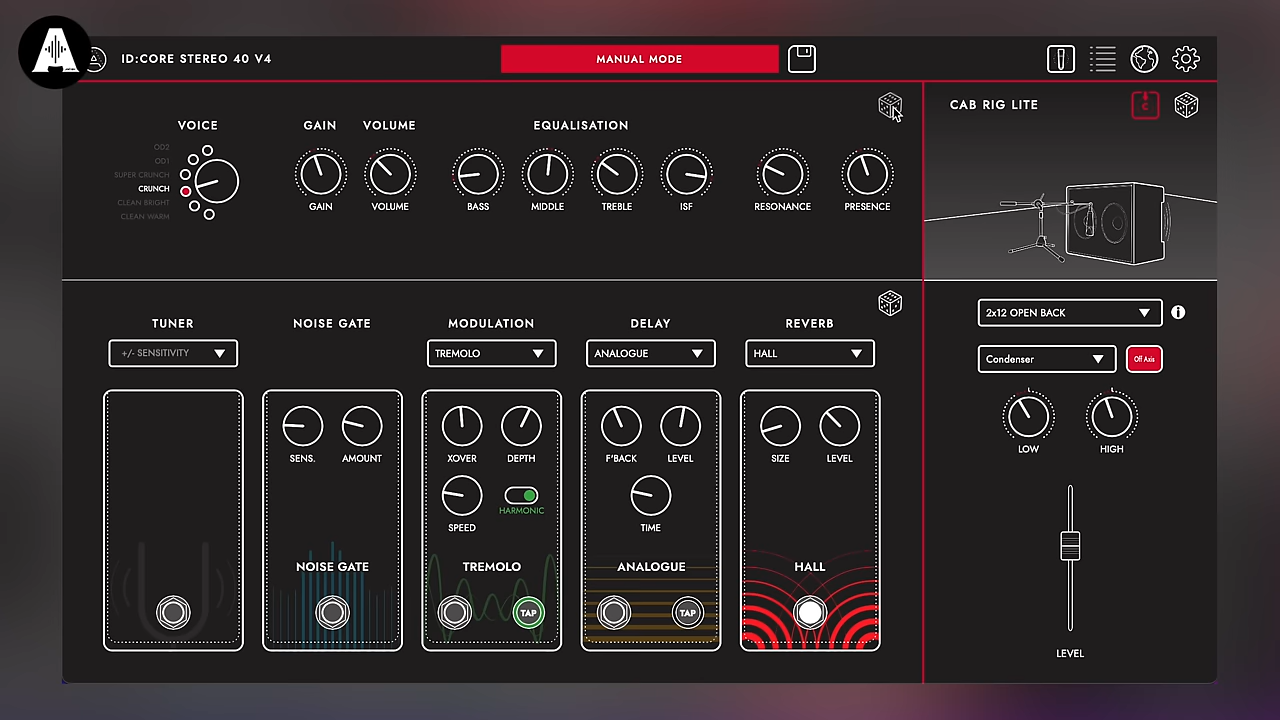 A
ID:CORE STEREO 40 V4
MANUAL MODE
CAB RIG LITE
C
VOICE
GAIN
VOLUME
EQUALISATION
OD2
OD1
SUPER CRUNCH
CRUNCH
CLEAN BRIGHT
CLEAN WARM
GAIN
VOLUME
BASS
MIDDLE
TREBLE
ISF
RESONANCE
PRESENCE
TUNER
NOISE GATE
MODULATION
DELAY
REVERB
+/- SENSITIVITY
TREMOLO
ANALOGUE
HALL
SENS.
AMOUNT
XOVER
DEPTH
F'BACK
LEVEL
SIZE
LEVEL
SPEED
HARMONIC
TIME
NOISE GATE
TREMOLO
ANALOGUE
HALL
TAP
TAP
2x12 OPEN BACK
i
Condenser
Off Axis
LOW
HIGH
LEVEL